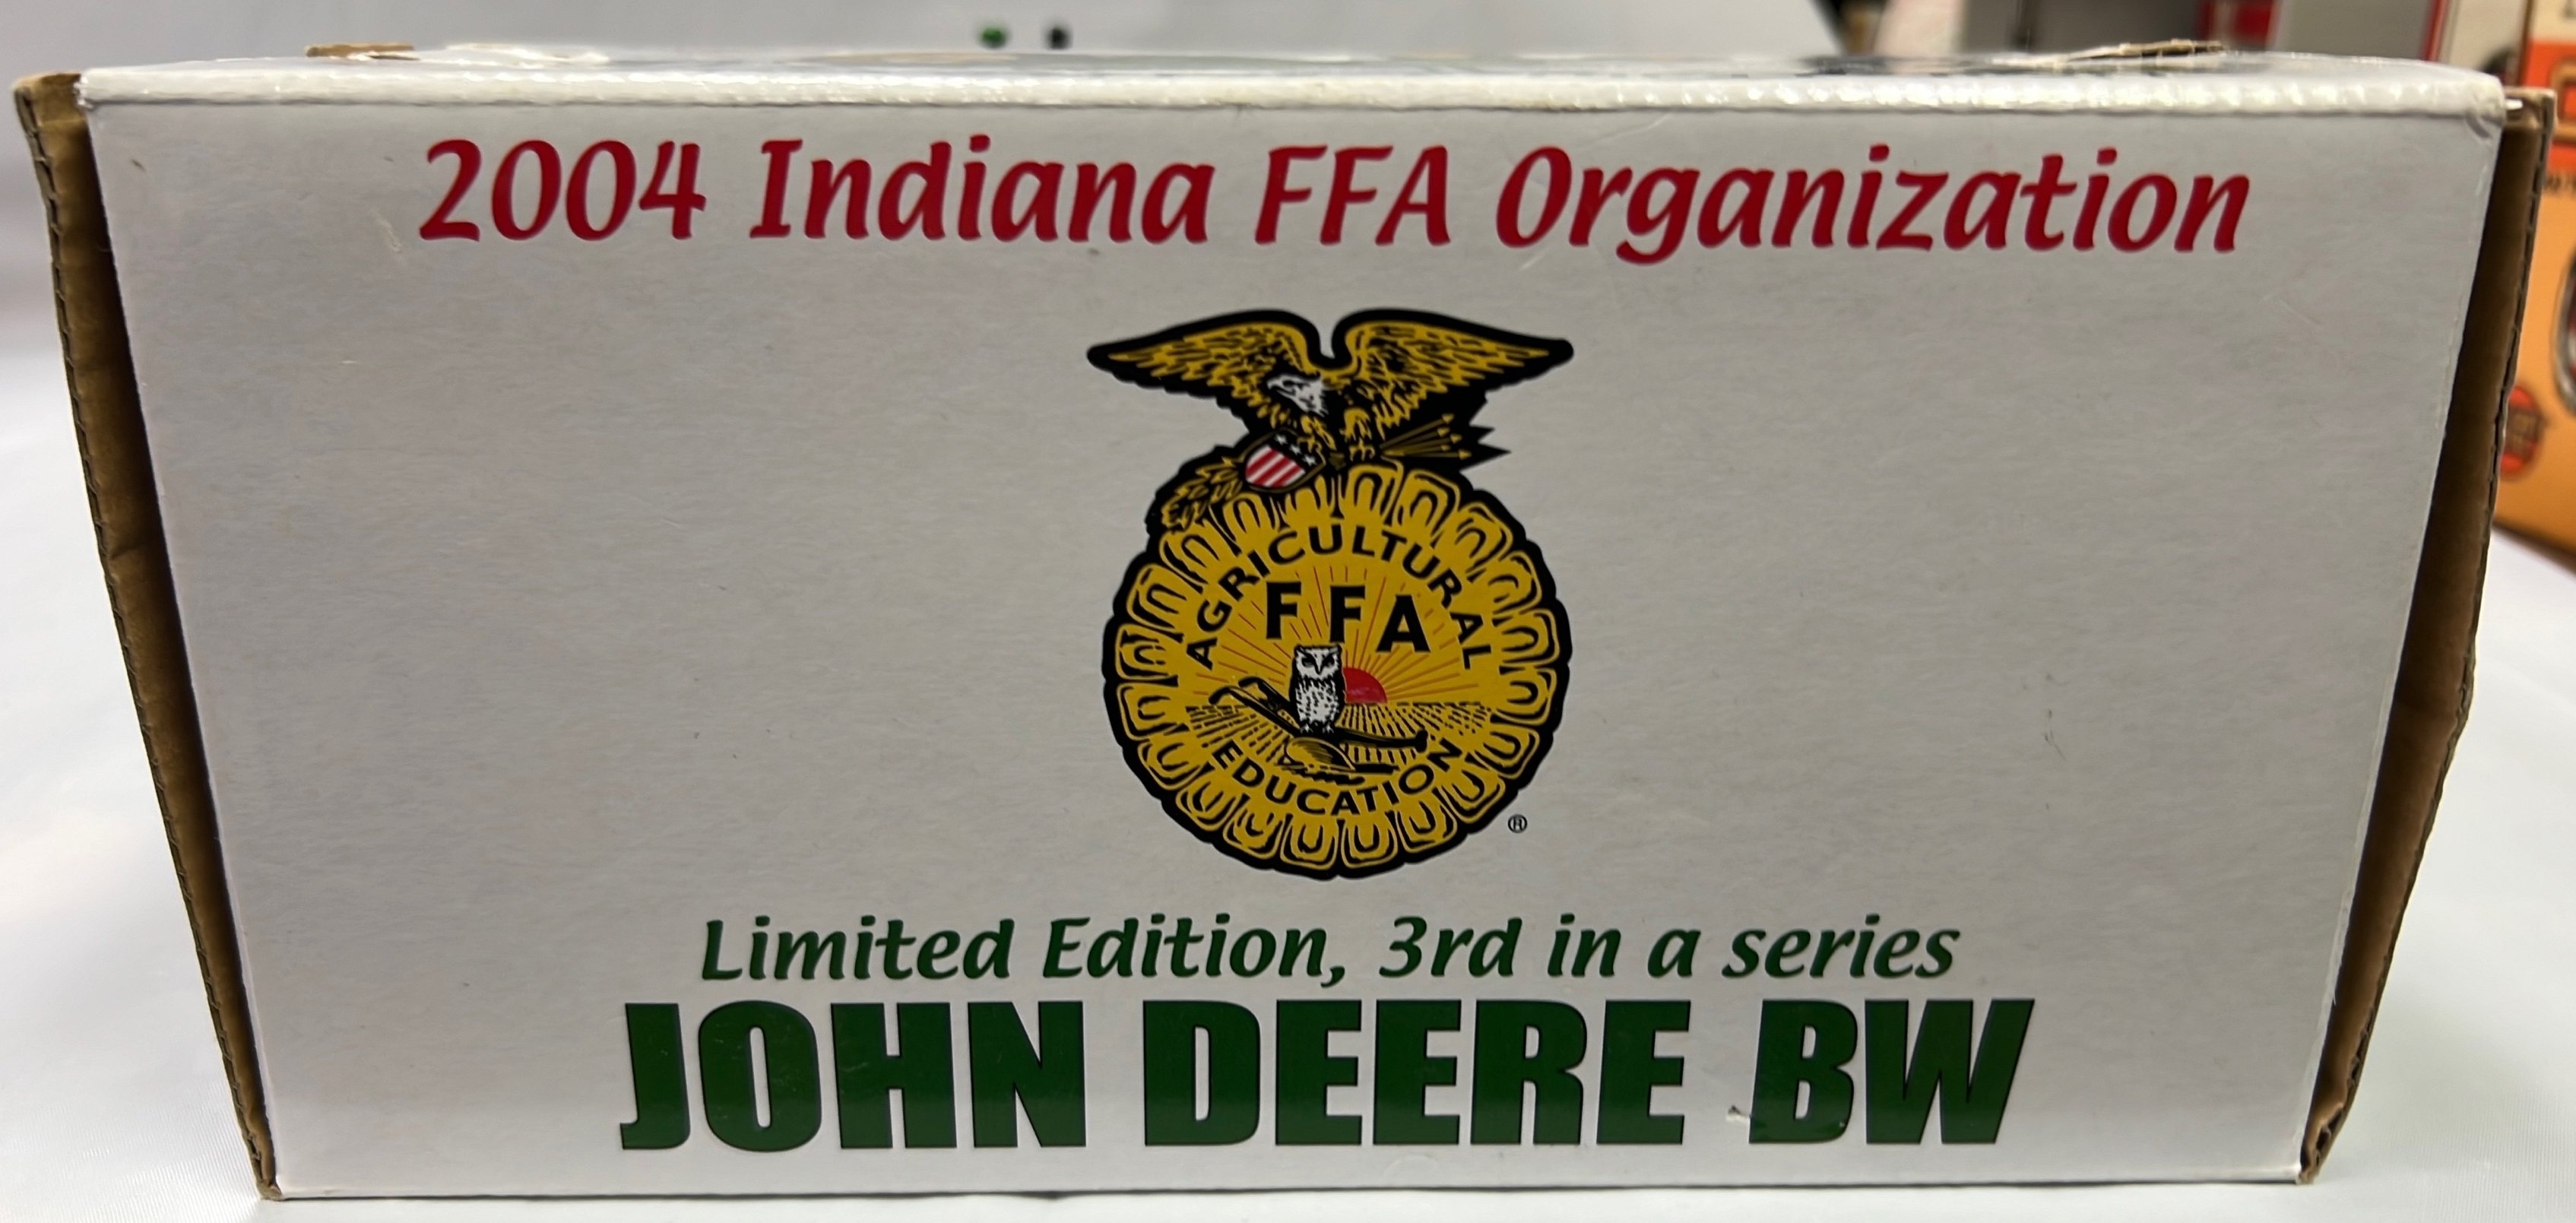 2004 Indiana FFA Organization
AGRICULTURAL
FFA
EDUCATION
®
Limited Edition, 3rd in a series
JOHN DEERE BW